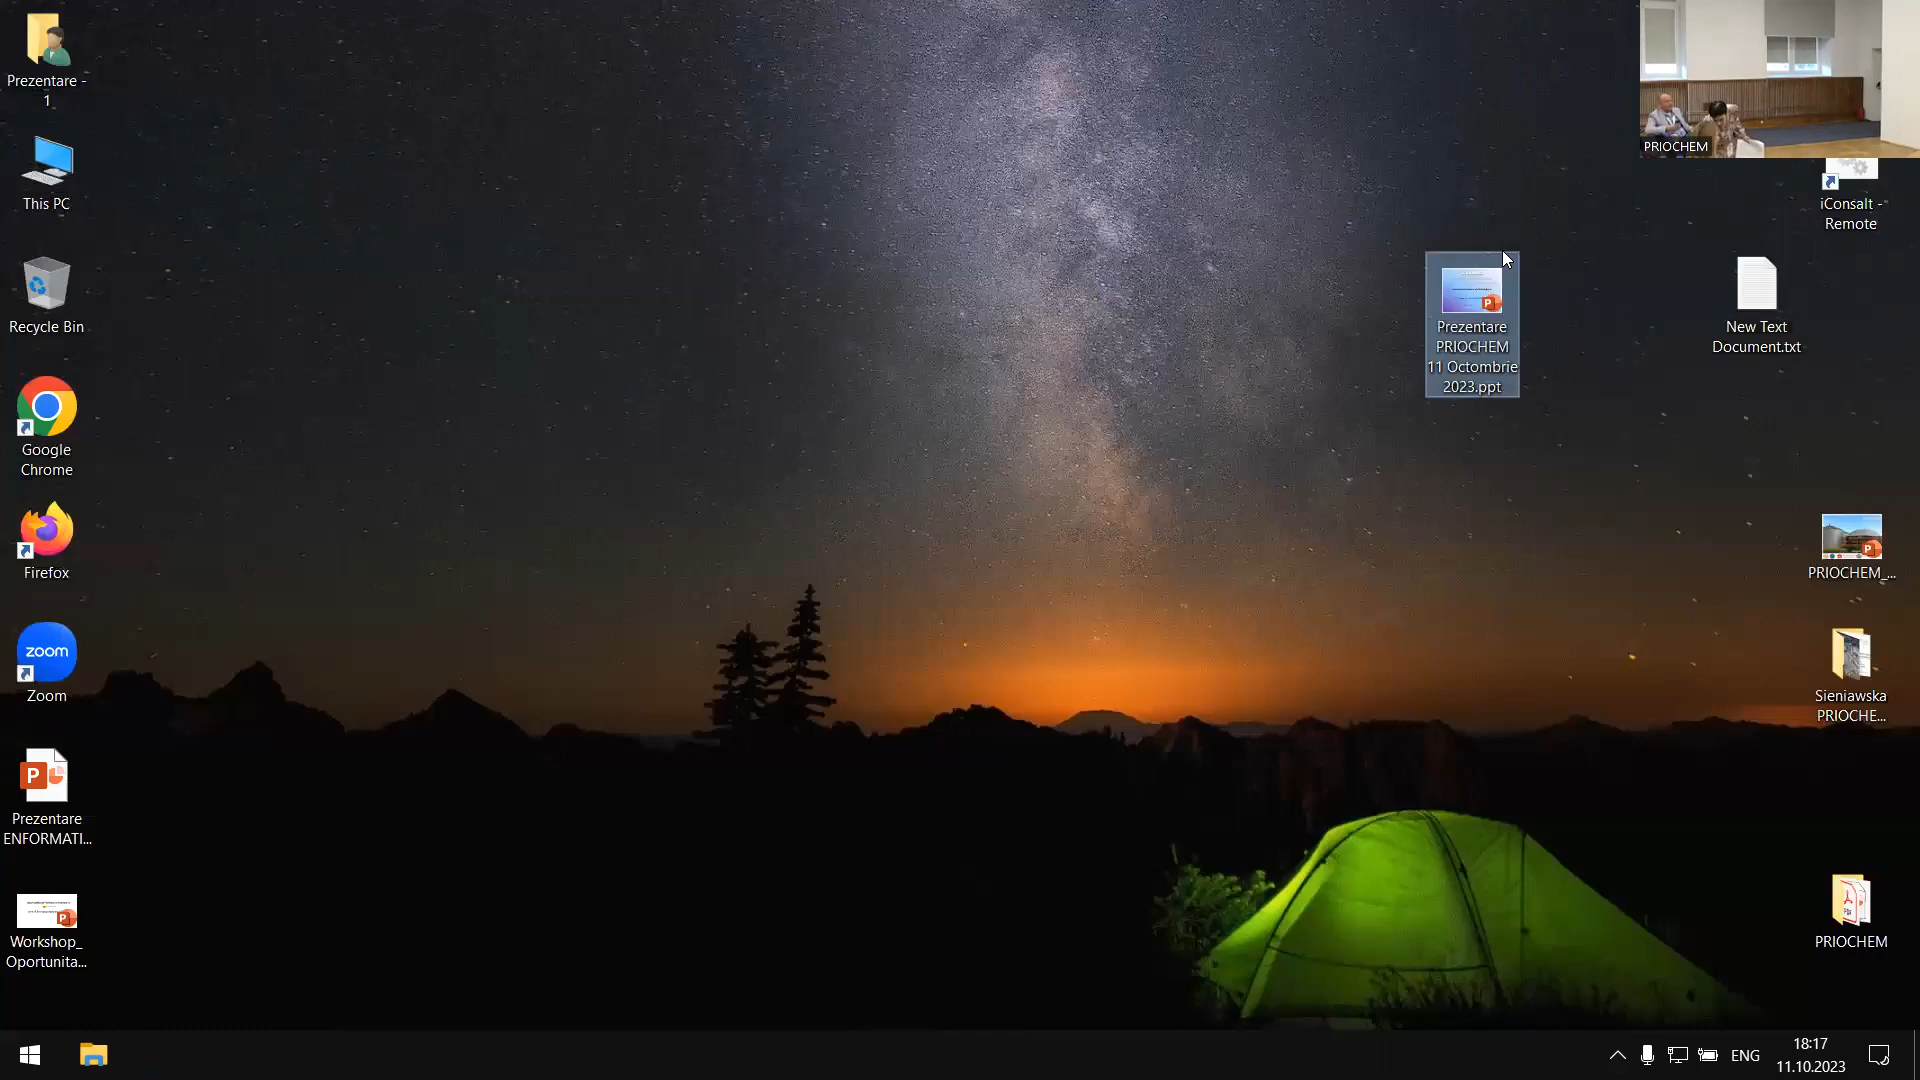 Prezentare -
1
This PC
Recycle Bin
Google
Chrome
Firefox
zoom
Zoom
P
Prezentare
ENFORMATI...
P
Workshop_
Oportunita...
PRIOCHEM
iConsalt -
Remote
P
Prezentare
PRIOCHEM
11 Octombrie
2023.ppt
New Text
Document.txt
P
PRIOCHEM_...
Sieniawska
PRIOCHE...
PDF
PRIOCHEM
ENG
18:17
11.10.2023